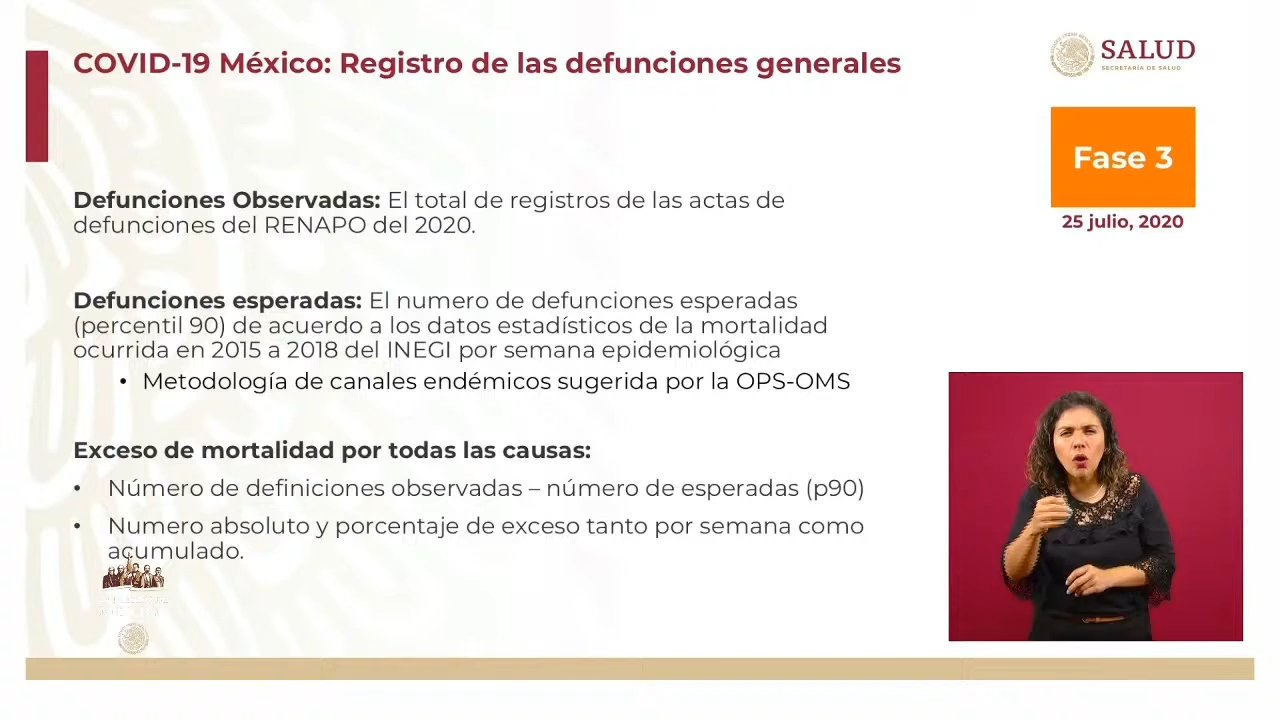 COVID-19 México: Registro de las defunciones generales
SALUD
SECRETARÍA DE SALUD
Fase 3
25 julio, 2020
Defunciones Observadas: El total de registros de las actas de
defunciones del RENAPO del 2020.
Defunciones esperadas: El numero de defunciones esperadas
(percentil 90) de acuerdo a los datos estadísticos de la mortalidad
ocurrida en 2015 a 2018 del INEGI por semana epidemiológica
• Metodología de canales endémicos sugerida por la OPS-OMS
Exceso de mortalidad por todas las causas:
• Número de definiciones observadas – número de esperadas (p90)
• Numero absoluto y porcentaje de exceso tanto por semana como
acumulado.